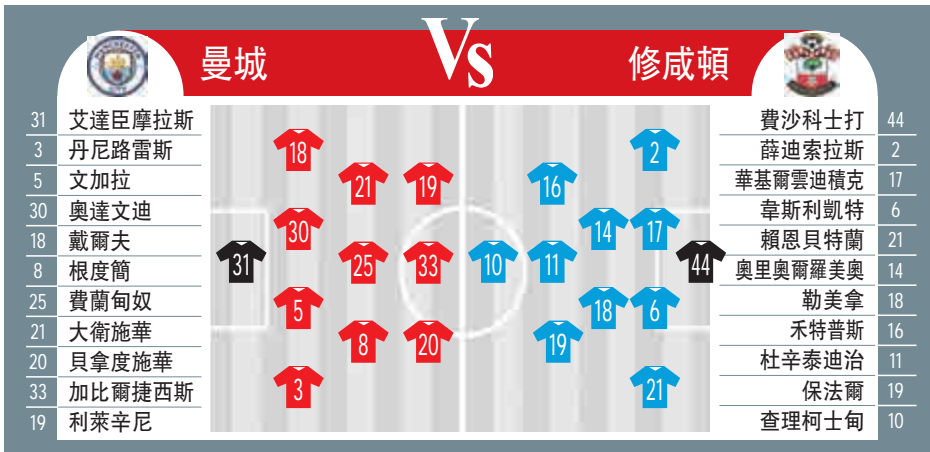 曼城
VS
修咸頓
31 艾達臣摩拉斯
3 丹尼路雷斯
5 文加拉
30 奧達文迪
18 戴爾夫
8 根度簡
25 費蘭甸奴
21 大衛施華
20 貝拿度施華
33 加比爾捷西斯
19 利萊辛尼
18
21
19
30
31
25
33
5
8
20
3
2
16
14
17
10
11
44
18
6
19
21
費沙科士打 44
薛迪索拉斯 2
華基爾雲迪積克 17
韋斯利凱特 6
賴恩貝特蘭 21
奧里奧爾羅美奧 14
勒美拿 18
禾特普斯 16
杜辛泰迪治 11
保法爾 19
查理柯士甸 10